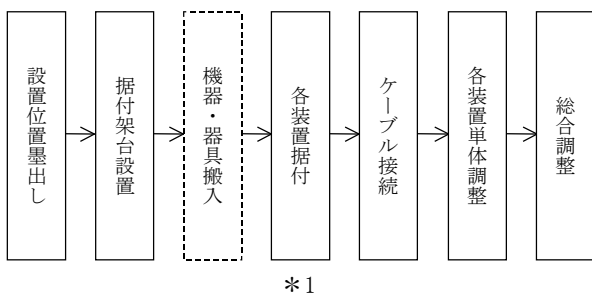 設置位置墨出し
据付架台設置
機器・器具搬入
各装置据付
ケーブル接続
各装置単体調整
総合調整
＊1